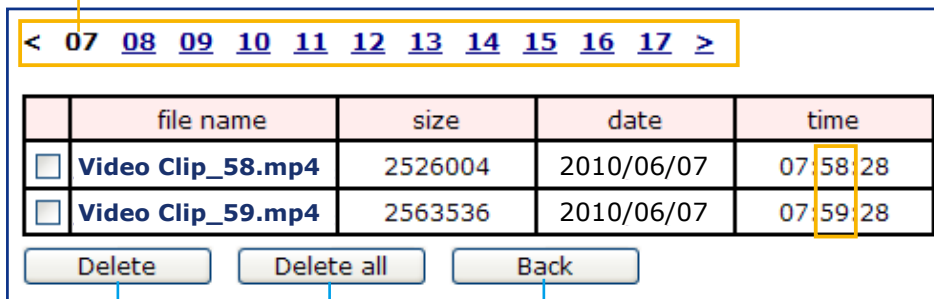 < 07 08 09 10 11 12 13 14 15 16 17 >
file name size date time
Video Clip_58.mp4 2526004 2010/06/07 07:58:28
Video Clip_59.mp4 2563536 2010/06/07 07:59:28
Delete Delete all Back